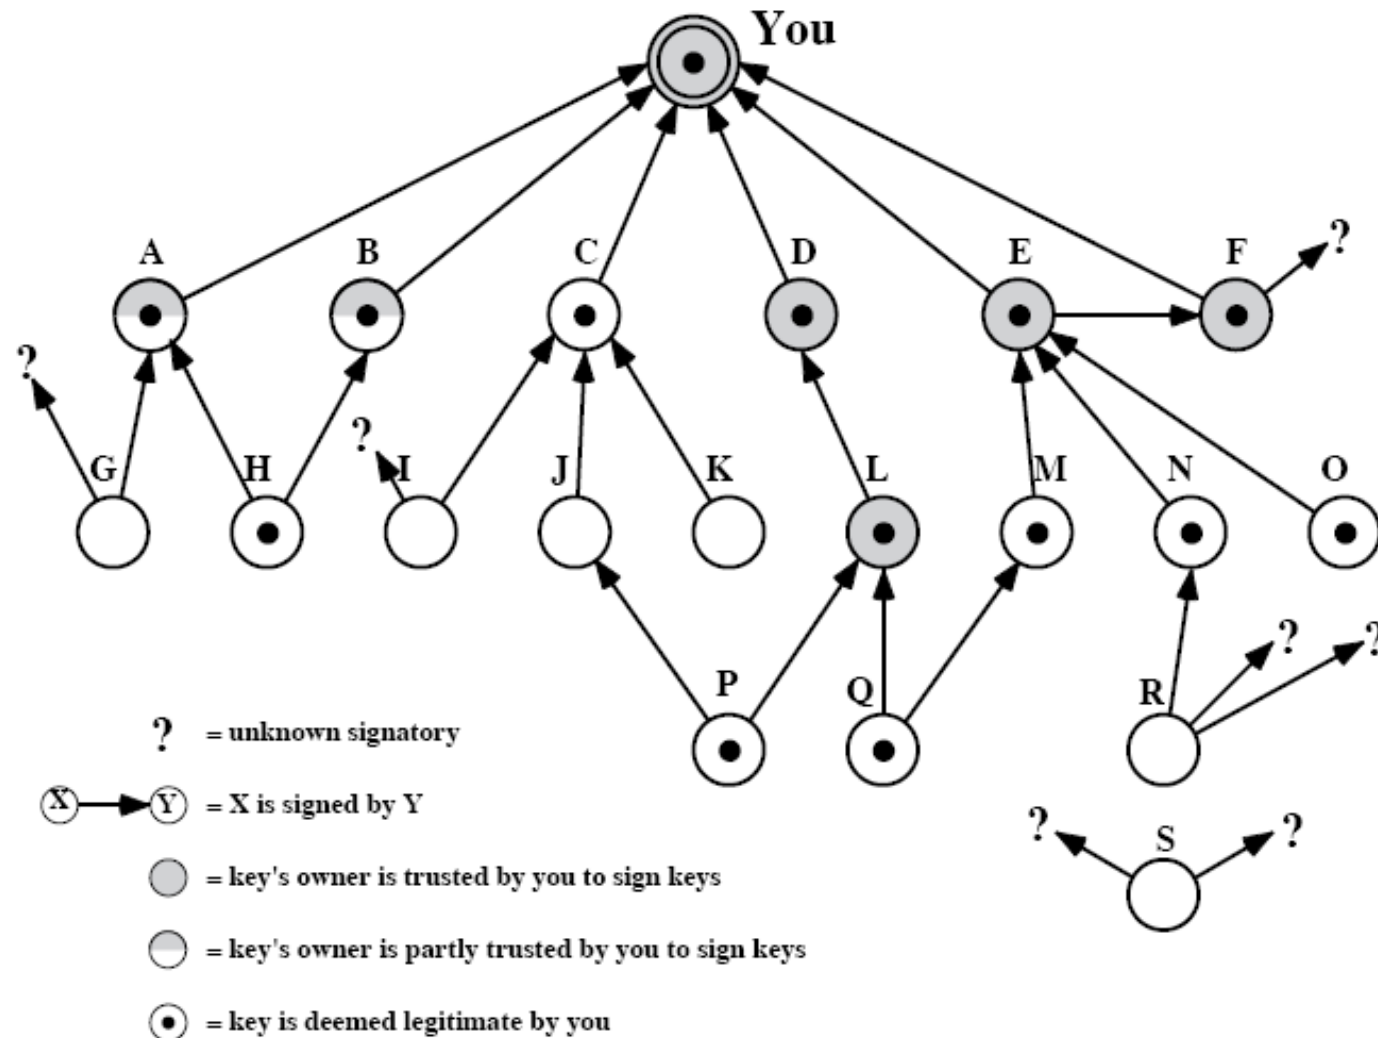 You
A B C D E F ?
?
?
G H I J K L M N O
? ?
P Q R
? = unknown signatory
X Y = X is signed by Y
? S ?
= key's owner is trusted by you to sign keys
= key's owner is partly trusted by you to sign keys
= key is deemed legitimate by you